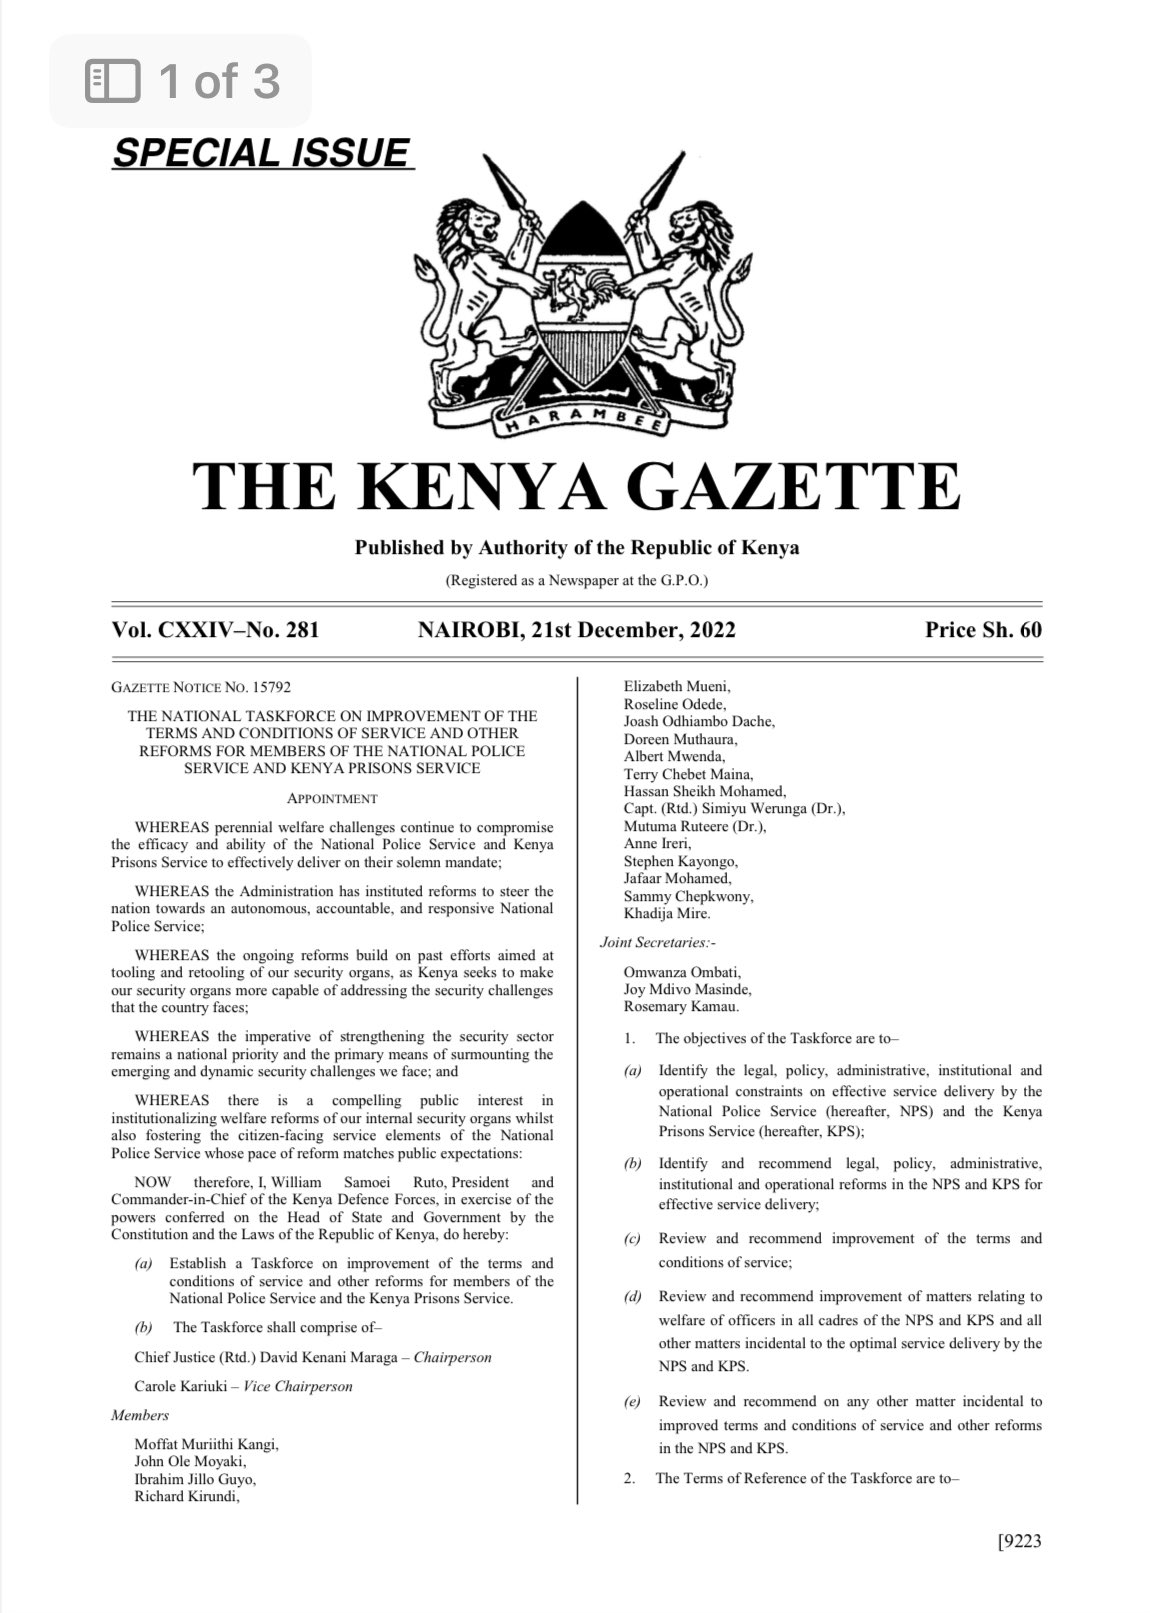 1 of 3
SPECIAL ISSUE
HARAMBEE
THE KENYA GAZETTE
Published by Authority of the Republic of Kenya
(Registered as a Newspaper at the G.P.O.)
Vol. CXXIV–No. 281 NAIROBI, 21st December, 2022 Price Sh. 60
GAZETTE NOTICE NO. 15792
THE NATIONAL TASKFORCE ON IMPROVEMENT OF THE
TERMS AND CONDITIONS OF SERVICE AND OTHER
REFORMS FOR MEMBERS OF THE NATIONAL POLICE
SERVICE AND KENYA PRISONS SERVICE
APPOINTMENT
WHEREAS perennial welfare challenges continue to compromise
the efficacy and ability of the National Police Service and Kenya
Prisons Service to effectively deliver on their solemn mandate;
WHEREAS the Administration has instituted reforms to steer the
nation towards an autonomous, accountable, and responsive National
Police Service;
WHEREAS the ongoing reforms build on past efforts aimed at
tooling and retooling of our security organs, as Kenya seeks to make
our security organs more capable of addressing the security challenges
that the country faces;
WHEREAS the imperative of strengthening the security sector
remains a national priority and the primary means of surmounting the
emerging and dynamic security challenges we face; and
WHEREAS there is a compelling public interest in
institutionalizing welfare reforms of our internal security organs whilst
also fostering the citizen-facing service elements of the National
Police Service whose pace of reform matches public expectations:
NOW therefore, I, William Samoei Ruto, President and
Commander-in-Chief of the Kenya Defence Forces, in exercise of the
powers conferred on the Head of State and Government by the
Constitution and the Laws of the Republic of Kenya, do hereby:
(a) Establish a Taskforce on improvement of the terms and
conditions of service and other reforms for members of the
National Police Service and the Kenya Prisons Service.
(b) The Taskforce shall comprise of–
Chief Justice (Rtd.) David Kenani Maraga – Chairperson
Carole Kariuki – Vice Chairperson
Members
Moffat Muriithi Kangi,
John Ole Moyaki,
Ibrahim Jillo Guyo,
Richard Kirundi,
Elizabeth Mueni,
Roseline Odede,
Joash Odhiambo Dache,
Doreen Muthaura,
Albert Mwenda,
Terry Chebet Maina,
Hassan Sheikh Mohamed,
Capt. (Rtd.) Simiyu Werunga (Dr.),
Mutuma Ruteere (Dr.),
Anne Ireri,
Stephen Kayongo,
Jafaar Mohamed,
Sammy Chepkwony,
Khadija Mire.
Joint Secretaries:-
Omwanza Ombati,
Joy Mdivo Masinde,
Rosemary Kamau.
1. The objectives of the Taskforce are to–
(a) Identify the legal, policy, administrative, institutional and
operational constraints on effective service delivery by the
National Police Service (hereafter, NPS) and the Kenya
Prisons Service (hereafter, KPS);
(b) Identify and recommend legal, policy, administrative,
institutional and operational reforms in the NPS and KPS for
effective service delivery;
(c) Review and recommend improvement of the terms and
conditions of service;
(d) Review and recommend improvement of matters relating to
welfare of officers in all cadres of the NPS and KPS and all
other matters incidental to the optimal service delivery by the
NPS and KPS.
(e) Review and recommend on any other matter incidental to
improved terms and conditions of service and other reforms
in the NPS and KPS.
2. The Terms of Reference of the Taskforce are to–
[9223